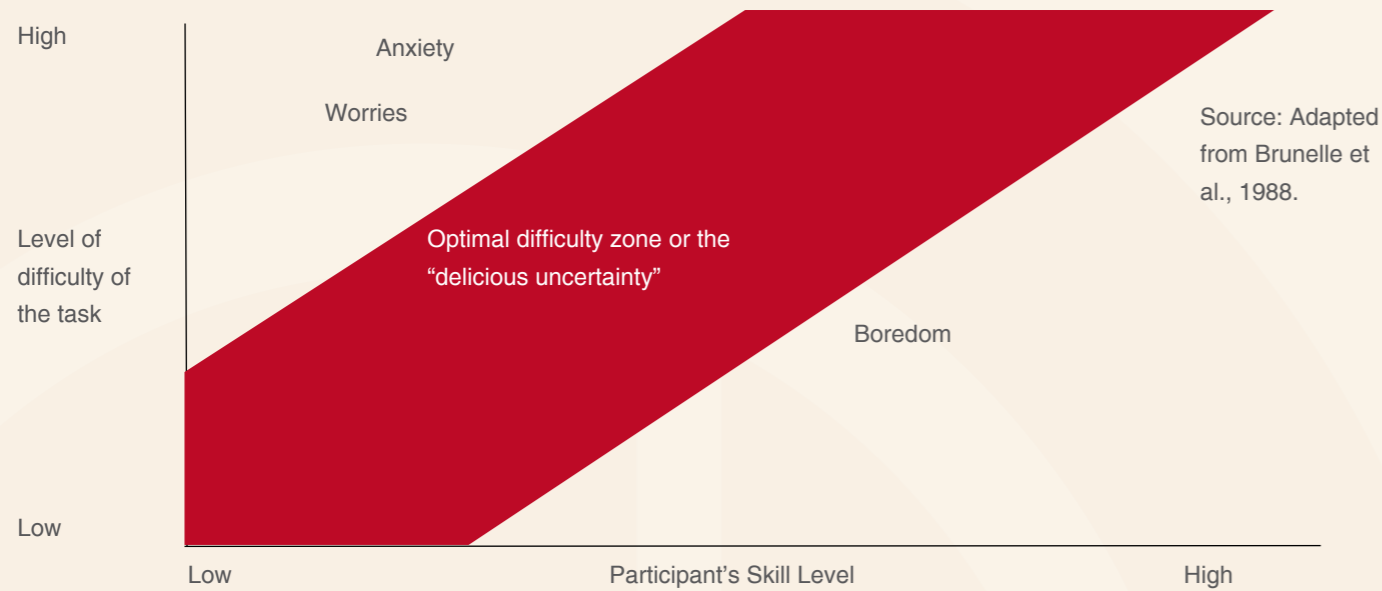 High
Anxiety
Worries
Source: Adapted
from Brunelle et
al., 1988.
Level of
difficulty of
the task
Optimal difficulty zone or the
“delicious uncertainty”
Boredom
Low
Low
Participant’s Skill Level
High